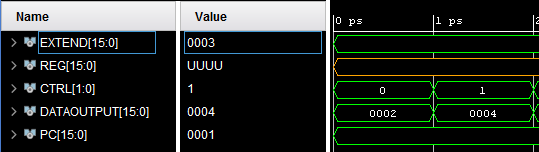 Name Value 0 ps 1 ps 2
EXTEND[15:0] 0003
REG[15:0] UUUU
CTRL[1:0] 1 0 1
DATAOUTPUT[15:0] 0004 0002 0004
PC[15:0] 0001